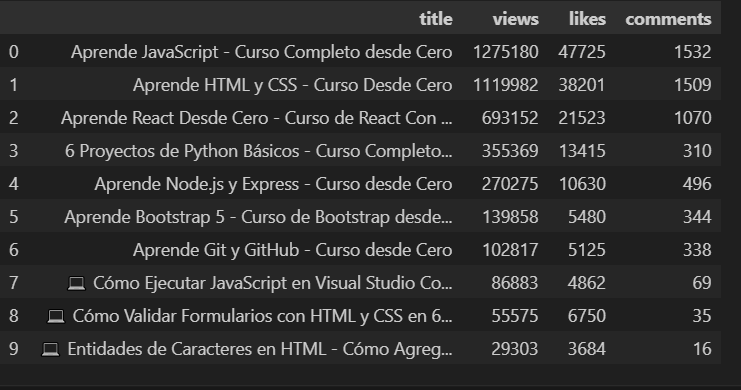 title views likes comments
0 Aprende JavaScript - Curso Completo desde Cero 1275180 47725 1532
1 Aprende HTML y CSS - Curso Desde Cero 1119982 38201 1509
2 Aprende React Desde Cero - Curso de React Con ... 693152 21523 1070
3 6 Proyectos de Python Básicos - Curso Completo... 355369 13415 310
4 Aprende Node.js y Express - Curso desde Cero 270275 10630 496
5 Aprende Bootstrap 5 - Curso de Bootstrap desde... 139858 5480 344
6 Aprende Git y GitHub - Curso desde Cero 102817 5125 338
7 💻 Cómo Ejecutar JavaScript en Visual Studio Co... 86883 4862 69
8 💻 Cómo Validar Formularios con HTML y CSS en 6... 55575 6750 35
9 💻 Entidades de Caracteres en HTML - Cómo Agreg... 29303 3684 16